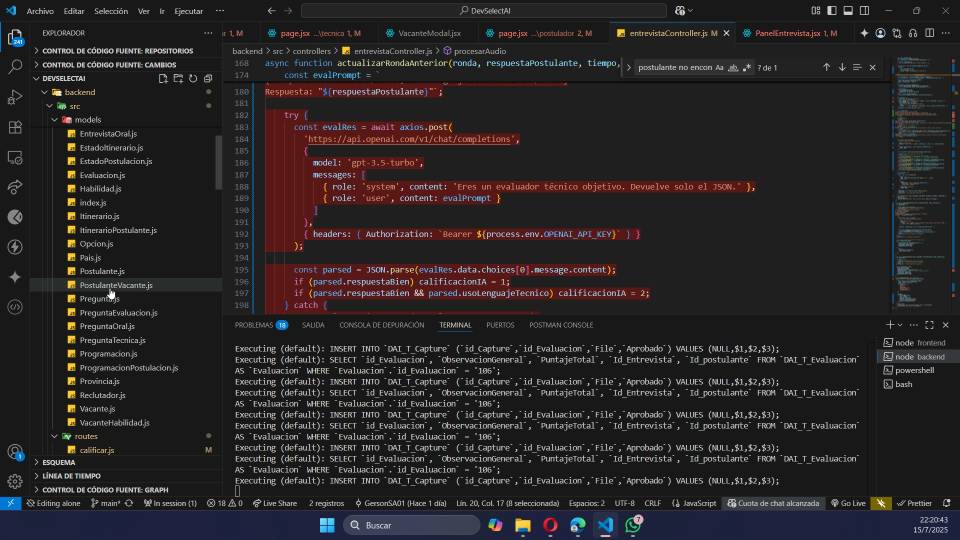 Archivo Editar Selección Ver Ir Ejecutar ···
DevSelectAI
EXPLORADOR ···
CONTROL DE CÓDIGO FUENTE: REPOSITORIOS
CONTROL DE CÓDIGO FUENTE: CAMBIOS
DEVSELECTAI
backend
src
models
EntrevistaOral.js
EstadoItinerario.js
EstadoPostulacion.js
Evaluacion.js
Habilidad.js
index.js
Itinerario.js
ItinerarioPostulante.js
Opcion.js
Pais.js
Postulante.js
PostulanteVacante.js
Pregunta.js
PreguntaEvaluacion.js
PreguntaOral.js
PreguntaTecnica.js
Programacion.js
ProgramacionPostulante.js
Provincia.js
Reclutador.js
Vacante.js
VacanteHabilidad.js
routes
calificar.js M
ESQUEMA
LÍNEA DE TIEMPO
CONTROL DE CÓDIGO FUENTE: GRAPH
241
1
1, M
page.jsx ...\tecnica 1, M
VacanteModal.jsx
page.jsx ...\postulador 2, M
entrevistaController.js M
PanelEntrevista.jsx 1, M
backend > src > controllers > entrevistaController.js > procesarAudio
postulante no encon Aa ab .* ? de 1
168 async function actualizarRondaAnterior(ronda, respuestaPostulante, tiempo,
174 const evalPrompt = `
180 Respuesta: "${respuestaPostulante}"`;
181
182 try {
183 const evalRes = await axios.post(
184 'https://api.openai.com/v1/chat/completions',
185 {
186 model: 'gpt-3.5-turbo',
187 messages: [
188 { role: 'system', content: 'Eres un evaluador técnico objetivo. Devuelve solo el JSON.' },
189 { role: 'user', content: evalPrompt }
190 ]
191 },
192 { headers: { Authorization: `Bearer ${process.env.OPENAI_API_KEY}` } }
193 );
194
195 const parsed = JSON.parse(evalRes.data.choices[0].message.content);
196 if (parsed.respuestaBien) calificacionIA = 1;
197 if (parsed.respuestaBien && parsed.usoLenguajeTecnico) calificacionIA = 2;
198 } catch {
PROBLEMAS 18 SALIDA CONSOLA DE DEPURACIÓN TERMINAL PUERTOS POSTMAN CONSOLE
Executing (default): INSERT INTO `DAI_T_Capture` (`id_Evaluacion`,`File`,`Aprobado`) VALUES (NULL,$1,$2,$3);
Executing (default): SELECT `id_Evaluacion`, `ObservacionGeneral`, `PuntajeTotal`, `Id_Entrevista`, `Id_postulante` FROM `DAI_T_Evaluacion`
AS `Evaluacion` WHERE `Evaluacion`.`id_Evaluacion` = '106';
Executing (default): INSERT INTO `DAI_T_Capture` (`id_Evaluacion`,`File`,`Aprobado`) VALUES (NULL,$1,$2,$3);
Executing (default): SELECT `id_Evaluacion`, `ObservacionGeneral`, `PuntajeTotal`, `Id_Entrevista`, `Id_postulante` FROM `DAI_T_Evaluacion`
AS `Evaluacion` WHERE `Evaluacion`.`id_Evaluacion` = '106';
Executing (default): INSERT INTO `DAI_T_Capture` (`id_Evaluacion`,`File`,`Aprobado`) VALUES (NULL,$1,$2,$3);
Executing (default): SELECT `id_Evaluacion`, `ObservacionGeneral`, `PuntajeTotal`, `Id_Entrevista`, `Id_postulante` FROM `DAI_T_Evaluacion`
AS `Evaluacion` WHERE `Evaluacion`.`id_Evaluacion` = '106';
Executing (default): INSERT INTO `DAI_T_Capture` (`id_Evaluacion`,`File`,`Aprobado`) VALUES (NULL,$1,$2,$3);
Executing (default): SELECT `id_Evaluacion`, `ObservacionGeneral`, `PuntajeTotal`, `Id_Entrevista`, `Id_postulante` FROM `DAI_T_Evaluacion`
AS `Evaluacion` WHERE `Evaluacion`.`id_Evaluacion` = '106';
Executing (default): INSERT INTO `DAI_T_Capture` (`id_Evaluacion`,`File`,`Aprobado`) VALUES (NULL,$1,$2,$3);
node frontend
node backend
powershell
bash
Editing alone main* In session (1) 18 0 Live Share 2 registros GersonSA01 (Hace 1 día) Lín. 20, Col. 17 (8 seleccionada) Espacios: 2 UTF-8 CRLF JavaScript Cuota de chat alcanzada Go Live Prettier
Buscar
7
22:20:43
15/7/2025